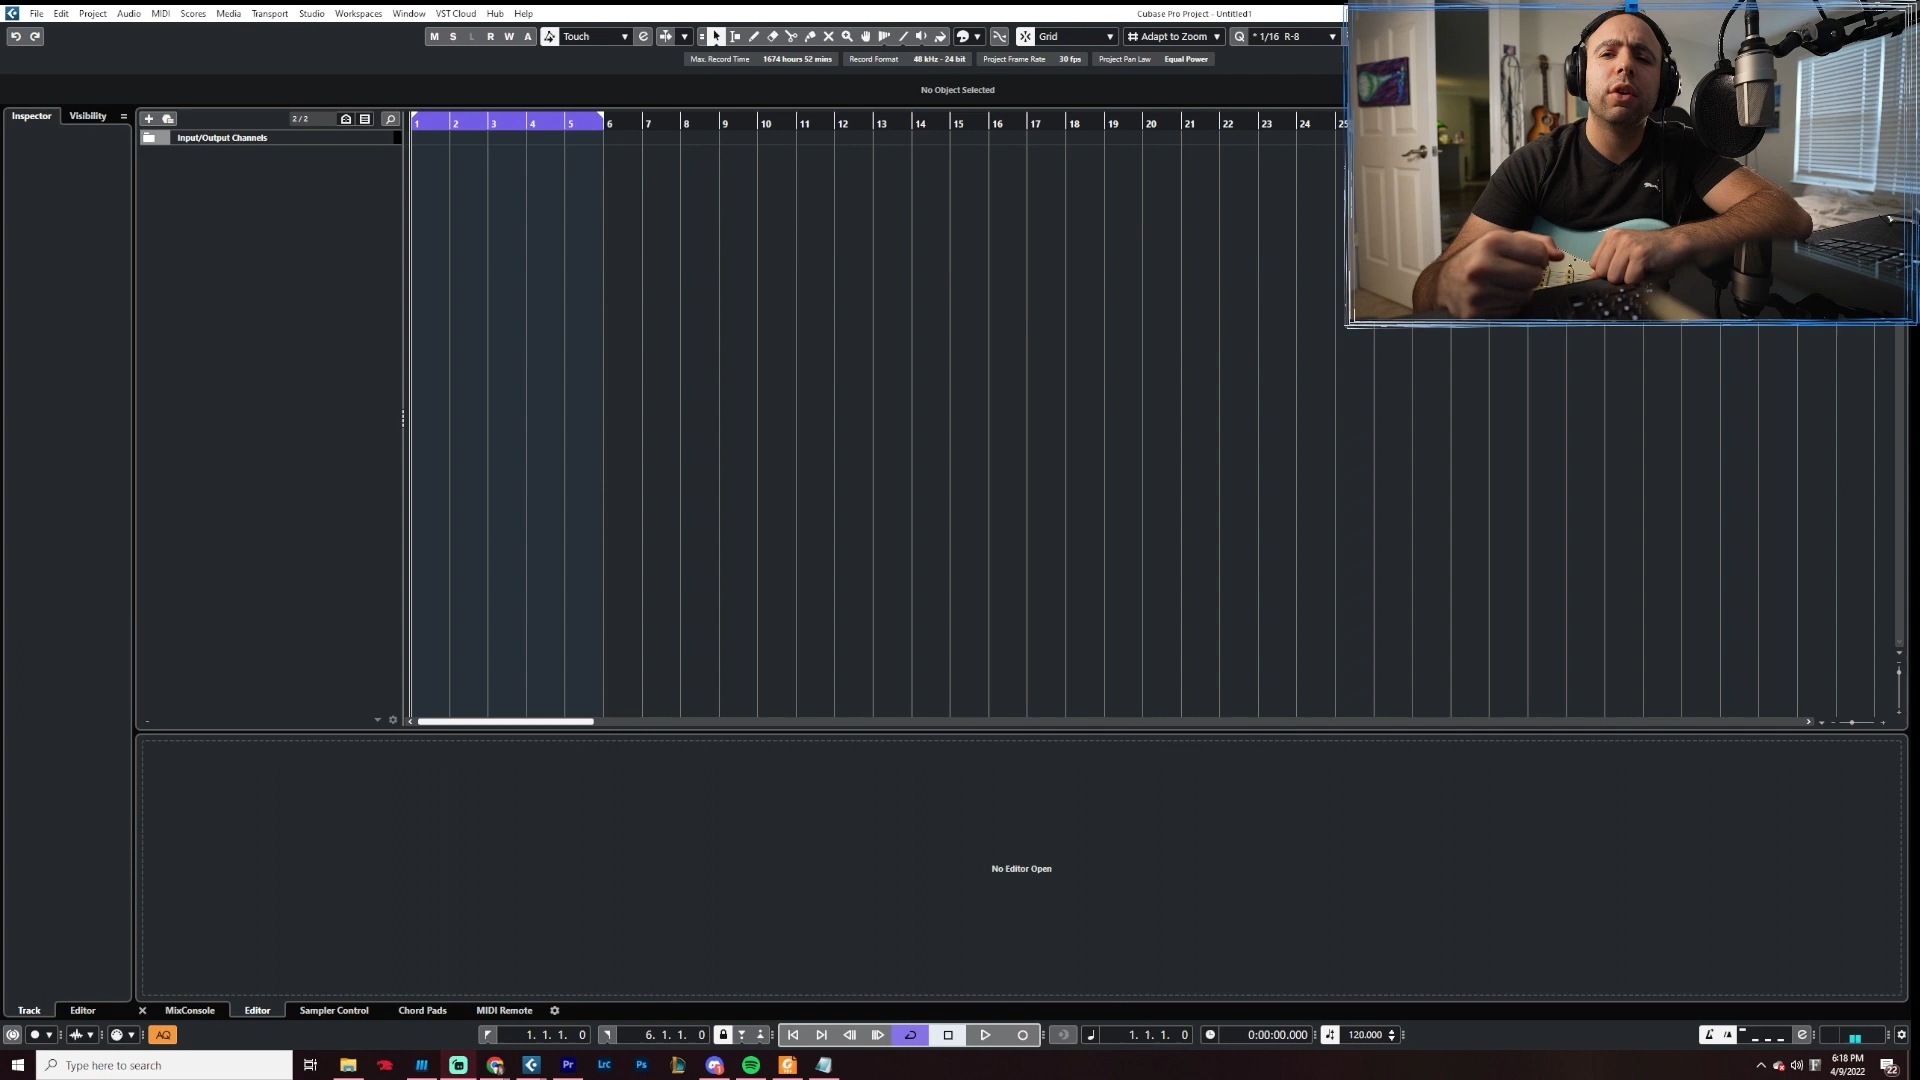 File Edit Project Audio MIDI Scores Media Transport Studio Workspaces Window VST Cloud Hub Help
Cubase Pro Project - Untitled1
M S L R W A Touch Grid Adapt to Zoom Q * 1/16 R-8
Max. Record Time 1674 hours 52 mins Record Format 48 kHz - 24 bit Project Frame Rate 30 fps Project Pan Law Equal Power
No Object Selected
Inspector Visibility
2 / 2
1 2 3 4 5 6 7 8 9 10 11 12 13 14 15 16 17 18 19 20 21 22 23 24 25
Input/Output Channels
No Editor Open
Track Editor MixConsole Editor Sampler Control Chord Pads MIDI Remote
AQ 1. 1. 1. 0 6. 1. 1. 0 1. 1. 1. 0 0:00:00.000 120.000
Type here to search
Pr LrC Ps
6:18 PM
4/9/2022
22